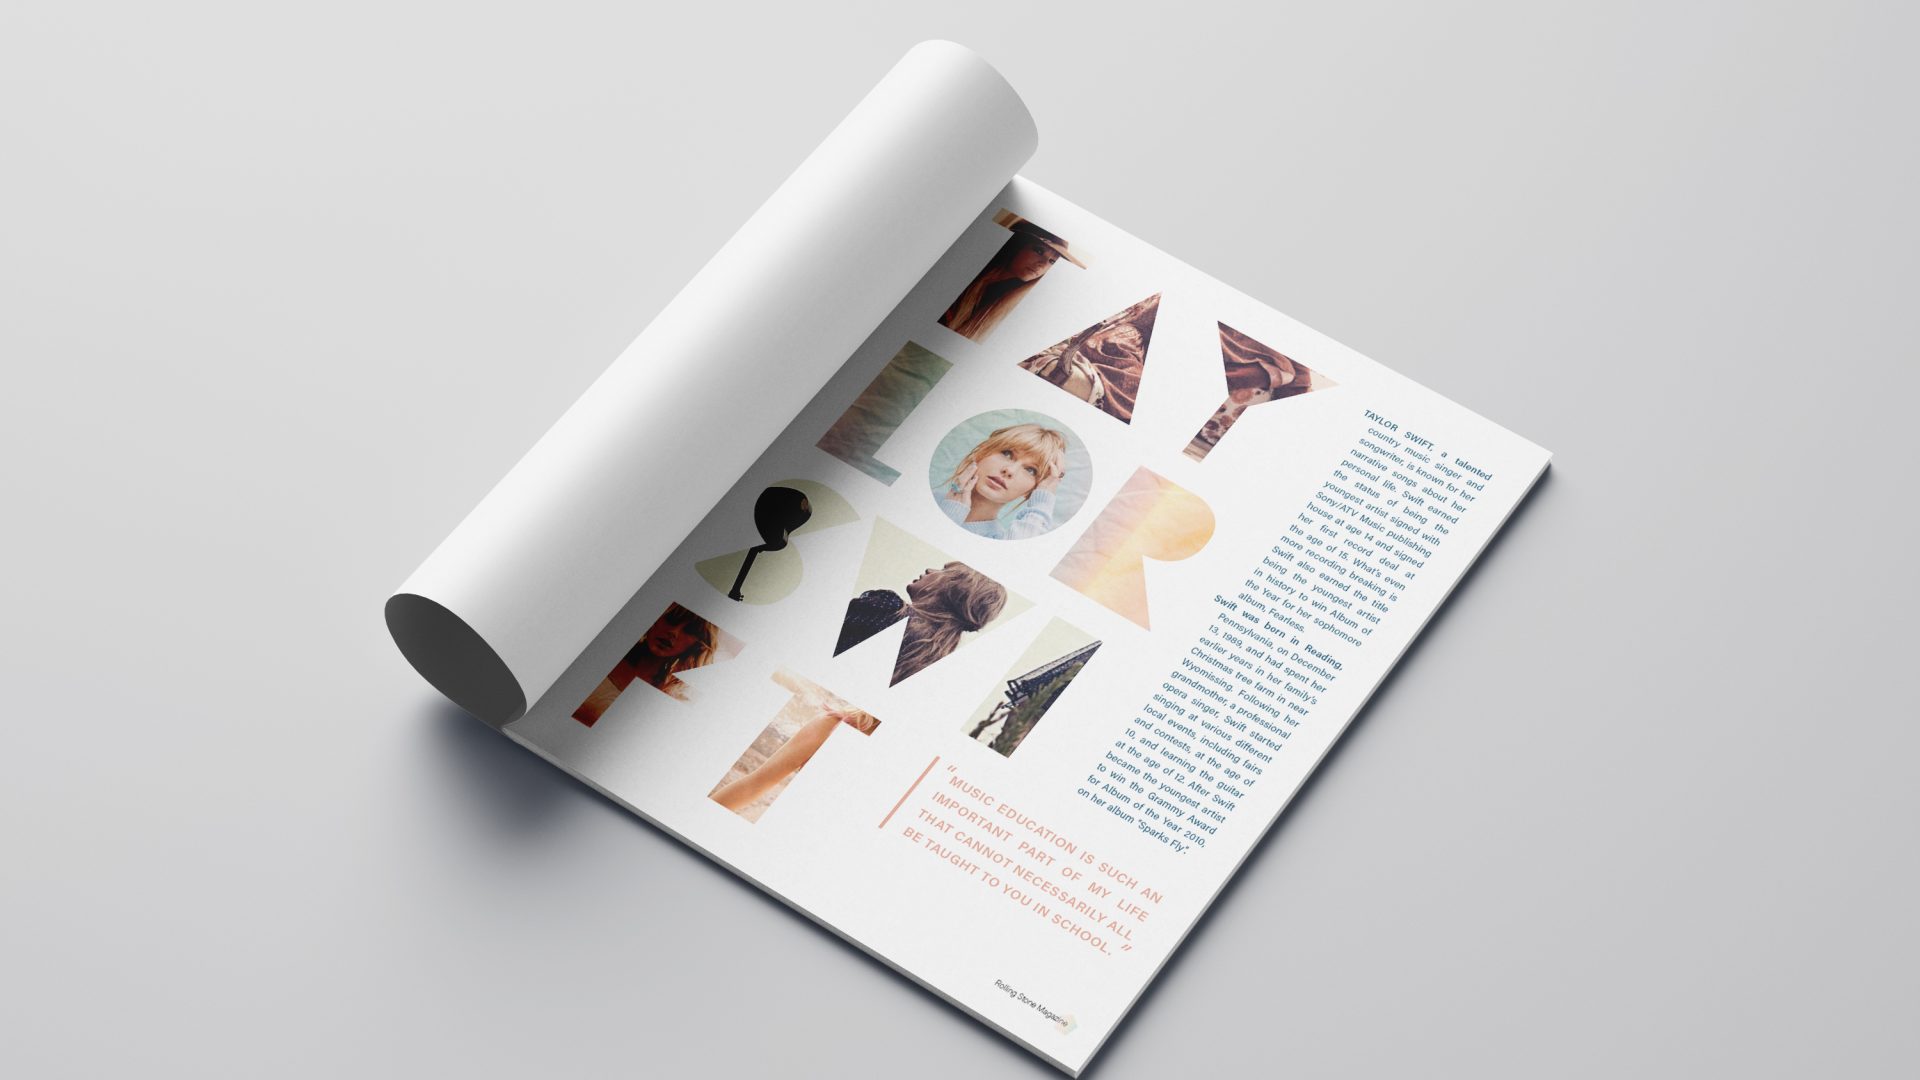 TAY
LOR
SWI
FT
TAYLOR SWIFT, a talented
country music singer and
songwriter, is known for her
narrative songs about her
personal life. Swift earned
the status of being the
youngest artist signed with
Sony/ATV Music publishing
house at age 14 and signed
her first record deal at
the age of 15. What's even
more recording breaking is
Swift also earned the title
being the youngest artist
in history to win Album of
the Year for her sophomore
album, Fearless.
Swift was born in Reading,
Pennsylvania, on December
13, 1989, and had spent her
earlier years in her family's
Christmas tree farm in near
Wyomissing. Following her
grandmother, a professional
opera singer, Swift started
singing at various different
local events, including fairs
and contests, at the age of
10, and learning the guitar
at the age of 12. After Swift
became the youngest artist
to win the Grammy Award
for Album of the Year 2010,
on her album "Sparks Fly".
“
MUSIC EDUCATION IS SUCH AN
IMPORTANT PART OF MY LIFE
THAT CANNOT NECESSARILY ALL
BE TAUGHT TO YOU IN SCHOOL. ”
Rolling Stone Magazine